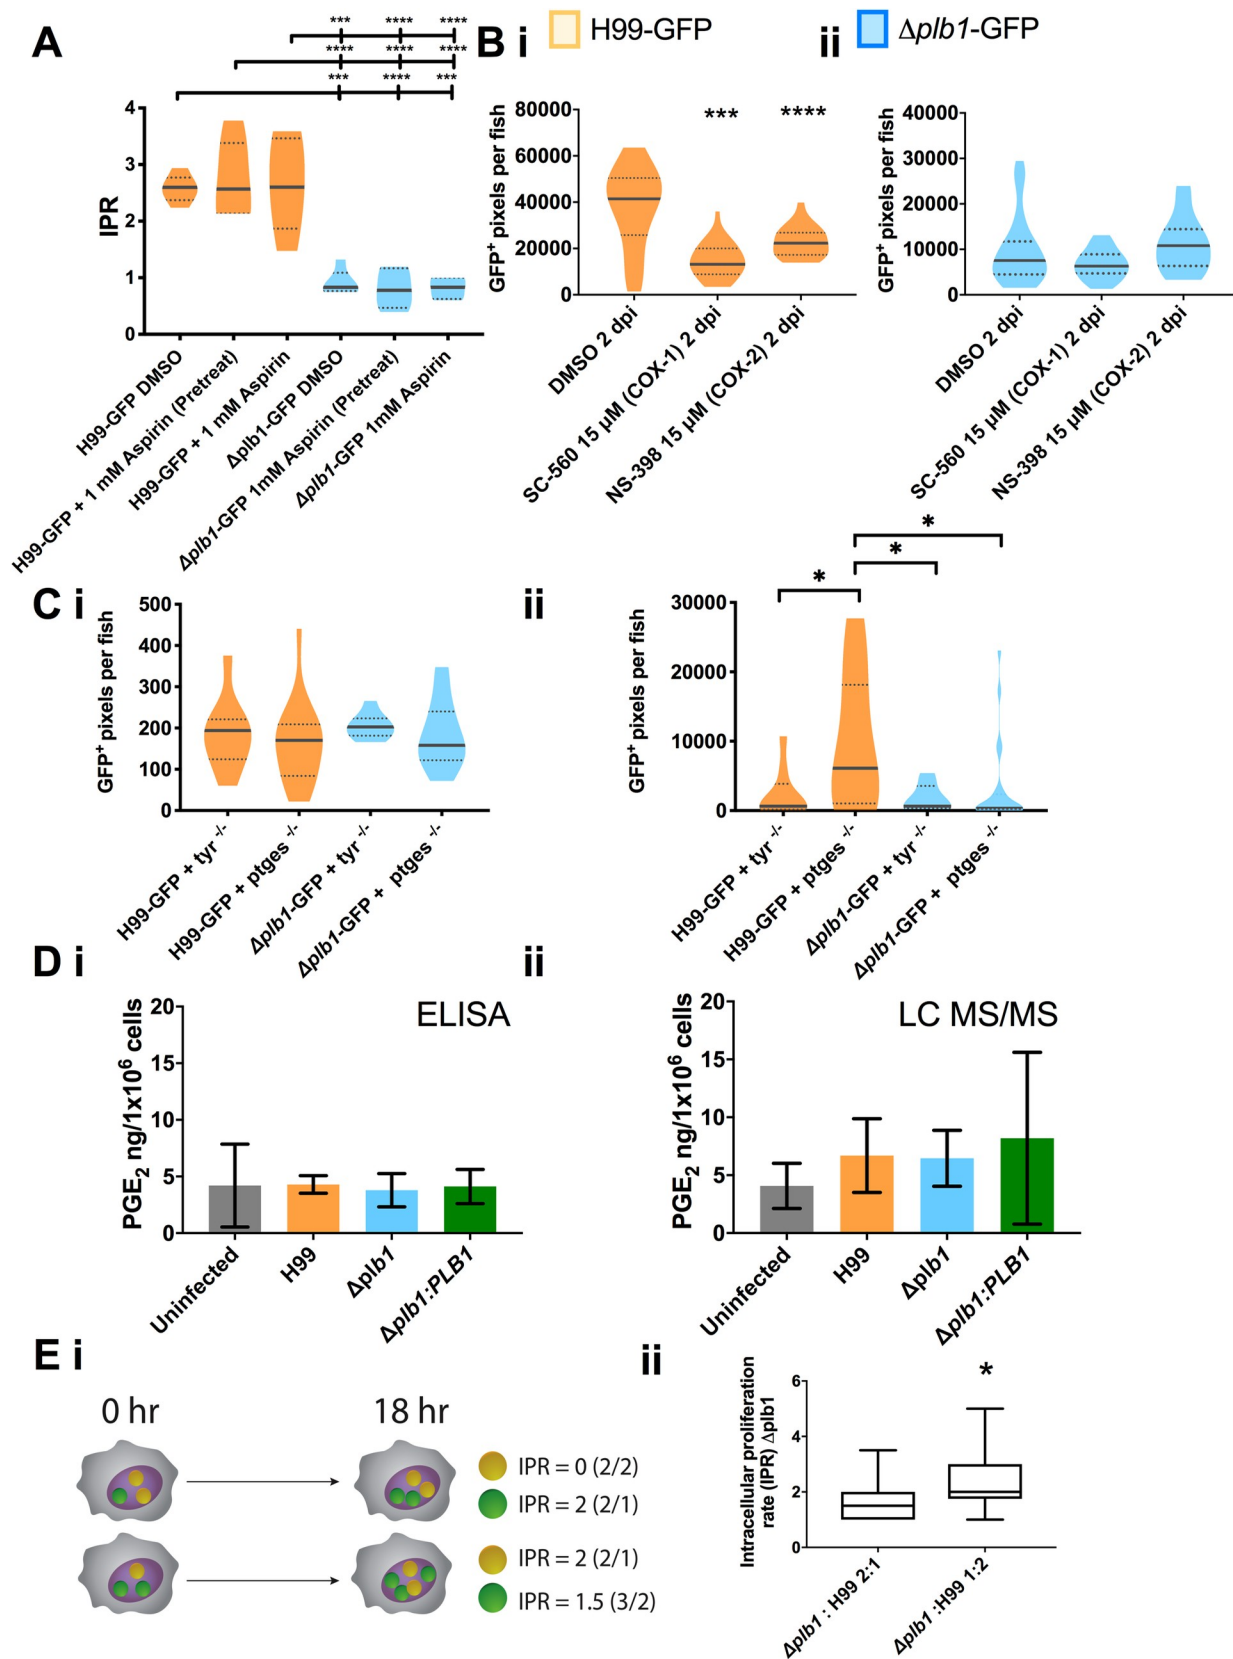 A
***
****
****
****
****
****
***
****
***
IPR
4
3
2
1
0
H99-GFP DMSO
H99-GFP + 1 mM Aspirin (Pretreat)
H99-GFP + 1 mM Aspirin
Δplb1-GFP DMSO
Δplb1-GFP 1mM Aspirin (Pretreat)
Δplb1-GFP 1mM Aspirin
B i
H99-GFP
GFP⁺ pixels per fish
80000
60000
40000
20000
0
***
****
DMSO 2 dpi
SC-560 15 µM (COX-1) 2 dpi
NS-398 15 µM (COX-2) 2 dpi
ii
Δplb1-GFP
GFP⁺ pixels per fish
40000
30000
20000
10000
0
DMSO 2 dpi
SC-560 15 µM (COX-1) 2 dpi
NS-398 15 µM (COX-2) 2 dpi
C i
GFP⁺ pixels per fish
500
400
300
200
100
0
H99-GFP + tyr -/-
H99-GFP + ptges -/-
Δplb1-GFP + tyr -/-
Δplb1-GFP + ptges -/-
ii
*
*
*
GFP⁺ pixels per fish
30000
20000
10000
0
H99-GFP + tyr -/-
H99-GFP + ptges -/-
Δplb1-GFP + tyr -/-
Δplb1-GFP + ptges -/-
D i
ELISA
PGE₂ ng/1x10⁶ cells
20
15
10
5
0
Uninfected
H99
Δplb1
Δplb1:PLB1
ii
LC MS/MS
PGE₂ ng/1x10⁶ cells
20
15
10
5
0
Uninfected
H99
Δplb1
Δplb1:PLB1
E i
0 hr
18 hr
IPR = 0 (2/2)
IPR = 2 (2/1)
IPR = 2 (2/1)
IPR = 1.5 (3/2)
ii
Intracellular proliferation
rate (IPR) Δplb1
6
4
2
0
*
Δplb1 : H99 2:1
Δplb1 :H99 1:2